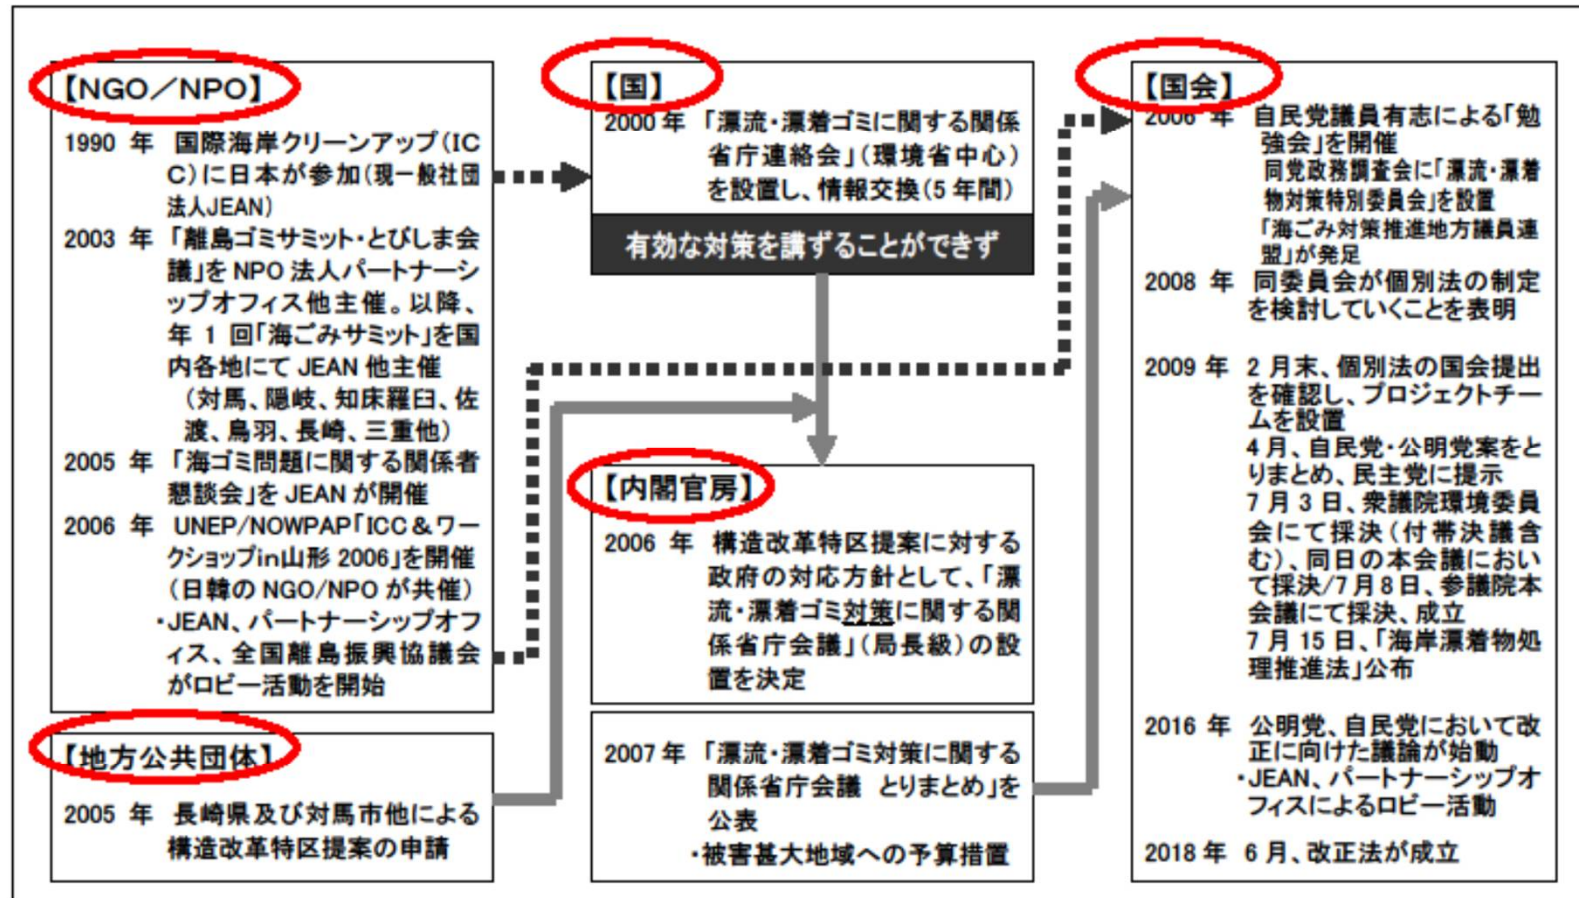 【NGO／NPO】
1990 年 国際海岸クリーンアップ（IC
C）に日本が参加（現一般社団
法人JEAN）
2003 年 「離島ゴミサミット・とびしま会
議」を NPO 法人パートナーシ
ップオフィス他主催。以降、
年 1 回「海ごみサミット」を国
内各地にて JEAN 他主催
（対馬、隠岐、知床羅臼、佐
渡、鳥羽、長崎、三重他）
2005 年 「海ゴミ問題に関する関係者
懇談会」を JEAN が開催
2006 年 UNEP/NOWPAP「ICC＆ワー
クショップin山形 2006」を開催
（日韓の NGO/NPO が共催）
・JEAN、パートナーシップオフ
ィス、全国離島振興協議会
がロビー活動を開始
【地方公共団体】
2005 年 長崎県及び対馬市他による
構造改革特区提案の申請
【国】
2000 年 「漂流・漂着ゴミに関する関係
省庁連絡会」（環境省中心）
を設置し、情報交換（5 年間）
有効な対策を講ずることができず
【内閣官房】
2006 年 構造改革特区提案に対する
政府の対応方針として、「漂
流・漂着ゴミ対策に関する関
係省庁会議」（局長級）の設
置を決定
2007 年 「漂流・漂着ゴミ対策に関する
関係省庁会議 とりまとめ」を
公表
・被害甚大地域への予算措置
【国会】
2006 年 自民党議員有志による「勉
強会」を開催
同党政務調査会に「漂流・漂着
物対策特別委員会」を設置
「海ごみ対策推進地方議員連
盟」が発足
2008 年 同委員会が個別法の制定
を検討していくことを表明
2009 年 2 月末、個別法の国会提出
を確認し、プロジェクトチー
ムを設置
4 月、自民党・公明党案をと
りまとめ、民主党に提示
7 月 3 日、衆議院環境委員
会にて採決（付帯決議含
む）、同日の本会議におい
て採決/7月8日、参議院本
会議にて採決、成立
7 月 15 日、「海岸漂着物処
理推進法」公布
2016 年 公明党、自民党において改
正に向けた議論が始動
・JEAN、パートナーシップオ
フィスによるロビー活動
2018 年 6 月、改正法が成立